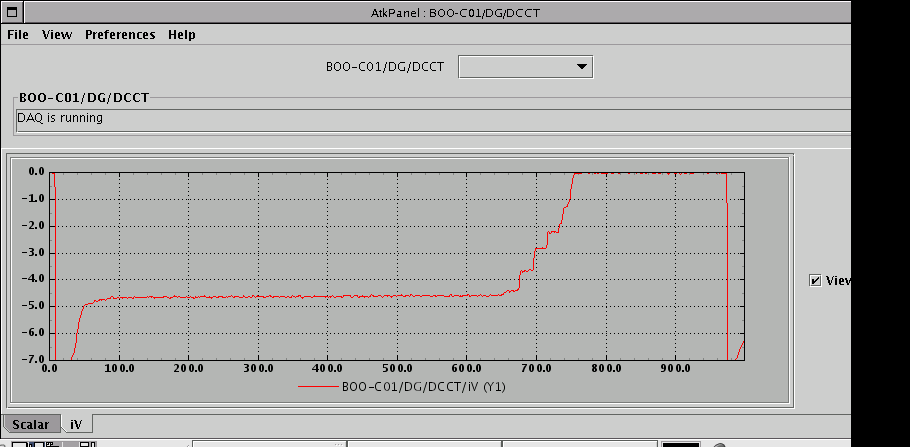 AtkPanel : BOO-C01/DG/DCCT
File View Preferences Help
BOO-C01/DG/DCCT
BOO-C01/DG/DCCT
DAQ is running
0.0
-1.0
-2.0
-3.0
-4.0
-5.0
-6.0
-7.0
0.0 100.0 200.0 300.0 400.0 500.0 600.0 700.0 800.0 900.0
BOO-C01/DG/DCCT/iV (Y1)
View
Scalar iV